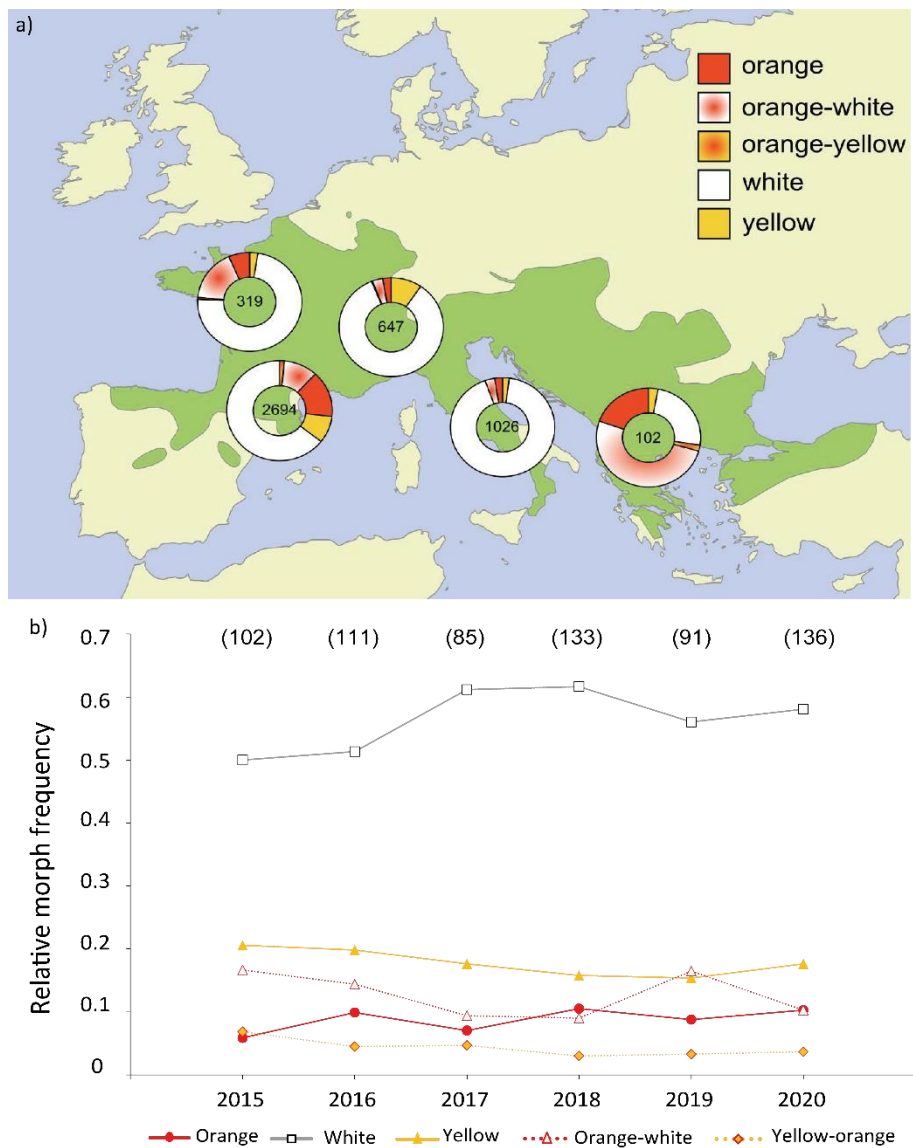 a)
orange
orange-white
orange-yellow
white
yellow
319
647
2694
1026
102
b)
0.7
(102) (111) (85) (133) (91) (136)
0.6
0.5
0.4
0.3
0.2
0.1
0
Relative morph frequency
2015 2016 2017 2018 2019 2020
Orange White Yellow Orange-white Yellow-orange